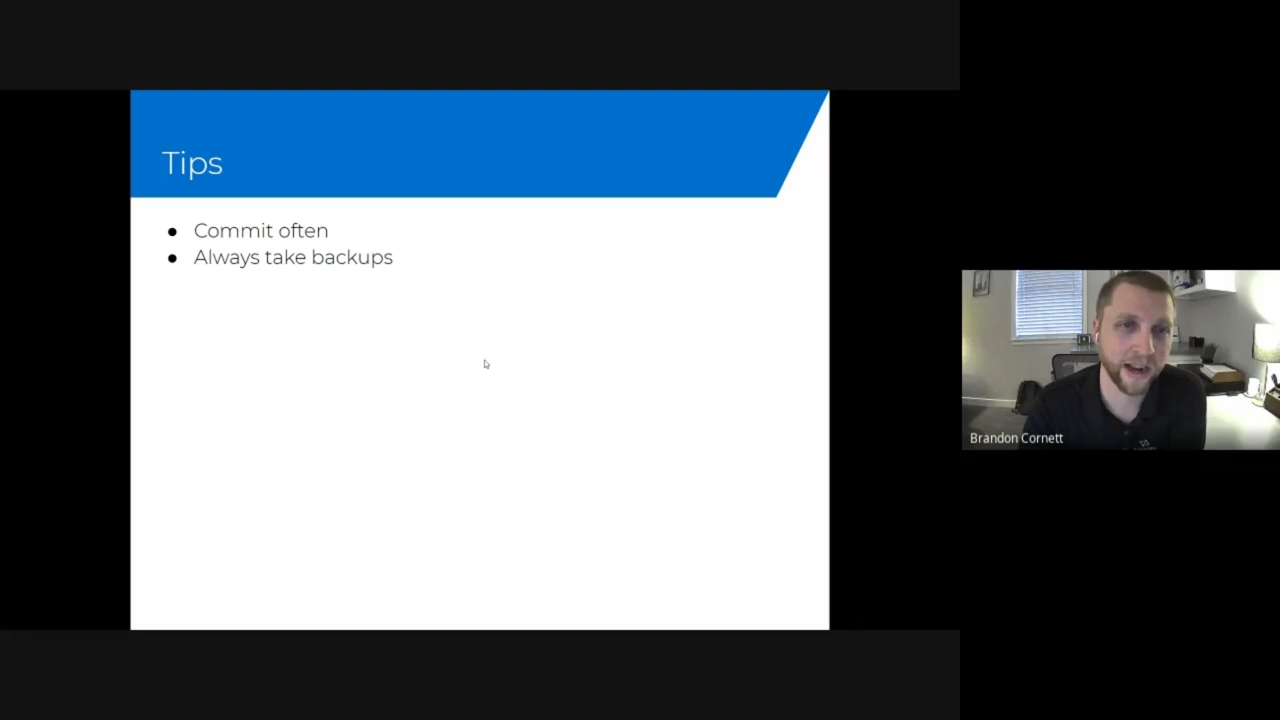 Tips
● Commit often
● Always take backups
Brandon Cornett